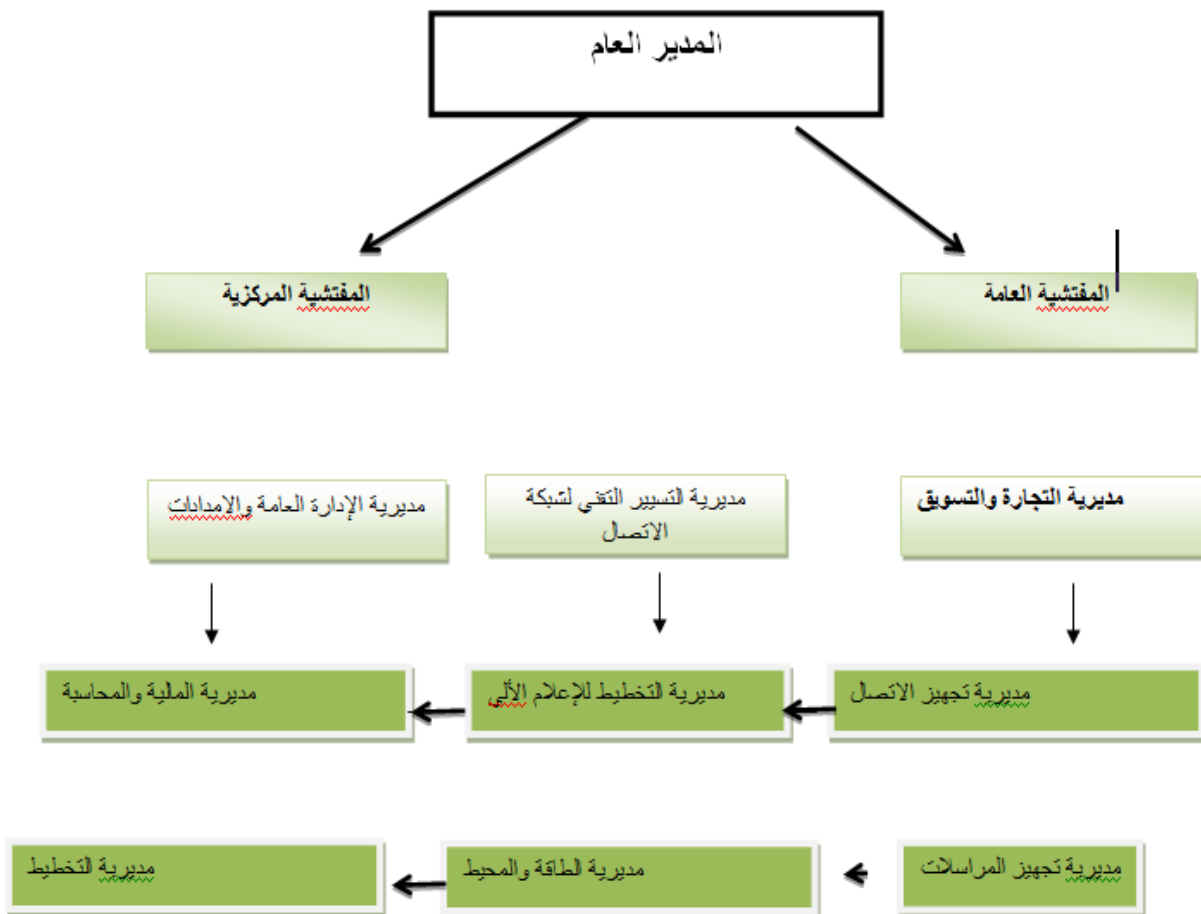 المدير العام
المفتشية العامة
المفتشية المركزية
مديرية التجارة والتسويق
مديرية التسيير التقني لشبكة
الاتصال
مديرية الإدارة العامة والامدادات
مديرية تجهيز الاتصال
مديرية التخطيط للإعلام الألي
مديرية المالية والمحاسبة
مديرية تجهيز المراسلات
مديرية الطاقة والمحيط
مديرية التخطيط